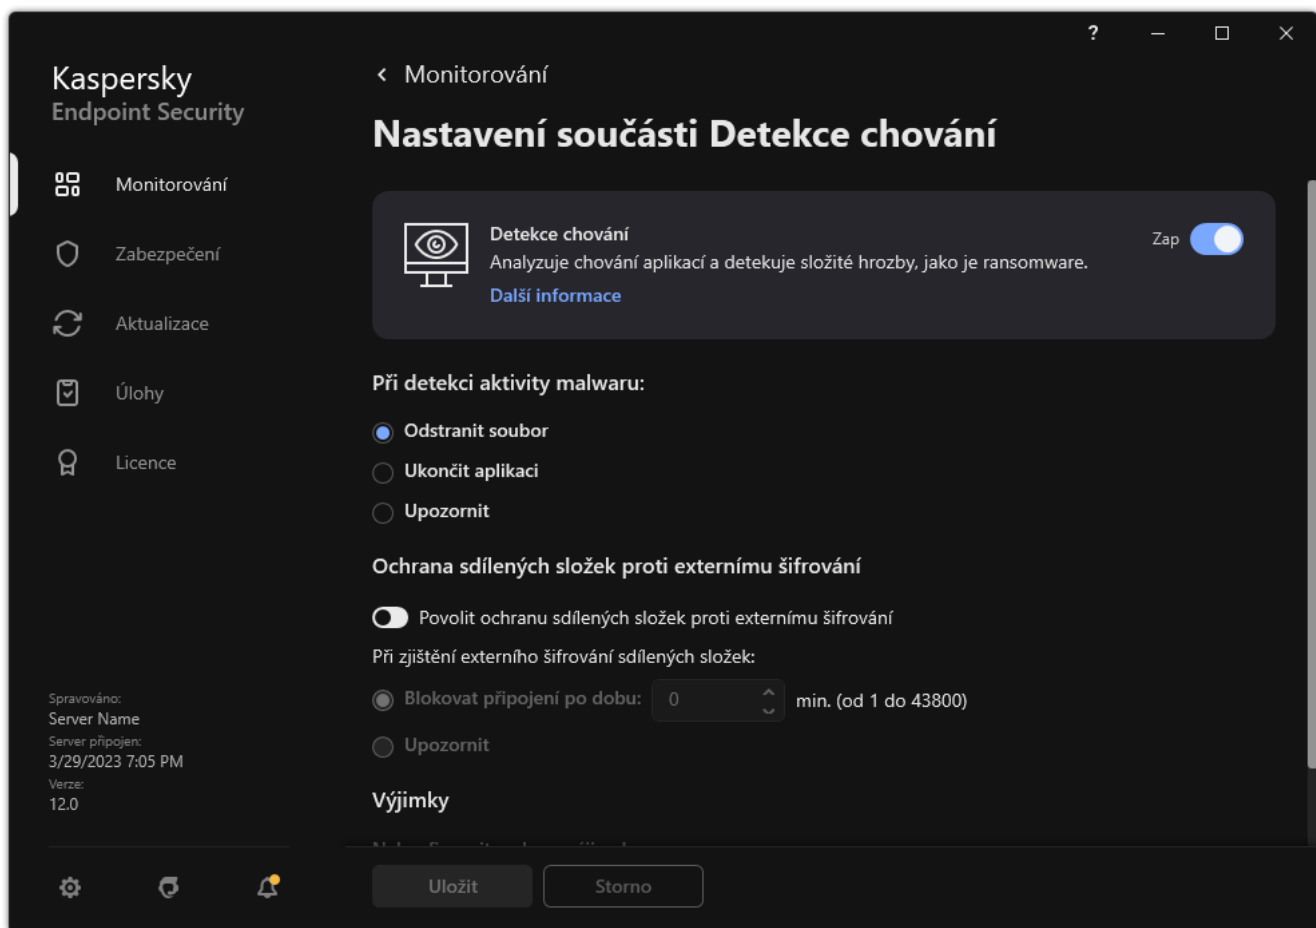 ?
Kaspersky
Endpoint Security
Monitorování
Zabezpečení
Aktualizace
Úlohy
Licence
Spravováno:
Server Name
Server připojen:
3/29/2023 7:05 PM
Verze:
12.0
Monitorování
Nastavení součásti Detekce chování
Detekce chování
Zap
Analyzuje chování aplikací a detekuje složité hrozby, jako je ransomware.
Další informace
Při detekci aktivity malwaru:
Odstranit soubor
Ukončit aplikaci
Upozornit
Ochrana sdílených složek proti externímu šifrování
Povolit ochranu sdílených složek proti externímu šifrování
Při zjištění externího šifrování sdílených složek:
Blokovat připojení po dobu: 0 min. (od 1 do 43800)
Upozornit
Výjimky
Uložit
Storno